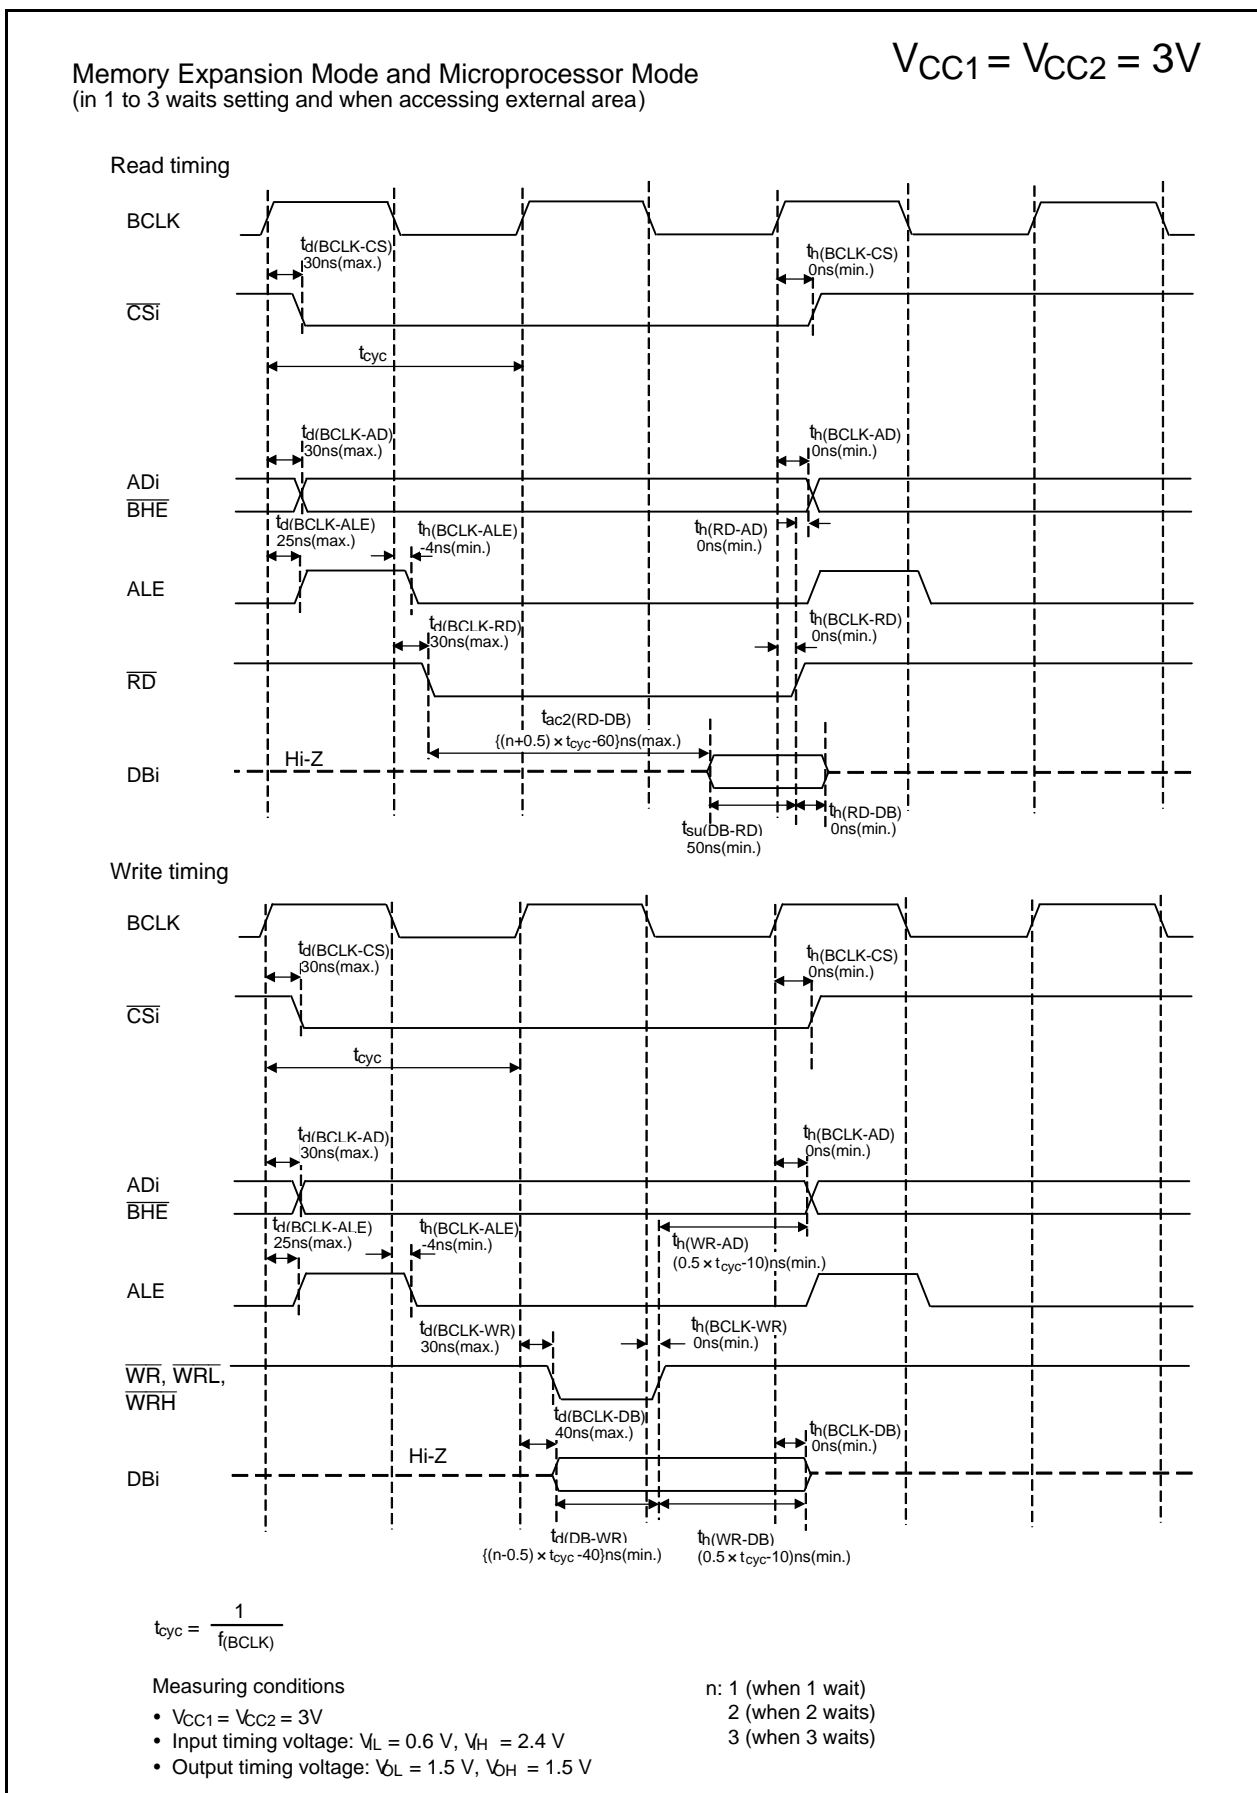 Memory Expansion Mode and Microprocessor Mode
(in 1 to 3 waits setting and when accessing external area)
VCC1 = VCC2 = 3V
Read timing
BCLK
td(BCLK-CS)
30ns(max.)
th(BCLK-CS)
0ns(min.)
CSi
tcyc
td(BCLK-AD)
30ns(max.)
th(BCLK-AD)
0ns(min.)
ADi
BHE
td(BCLK-ALE)
25ns(max.)
th(BCLK-ALE)
-4ns(min.)
th(RD-AD)
0ns(min.)
ALE
td(BCLK-RD)
30ns(max.)
th(BCLK-RD)
0ns(min.)
RD
tac2(RD-DB)
{(n+0.5) × tcyc-60}ns(max.)
Hi-Z
DBi
tsu(DB-RD)
50ns(min.)
th(RD-DB)
0ns(min.)
Write timing
BCLK
td(BCLK-CS)
30ns(max.)
th(BCLK-CS)
0ns(min.)
CSi
tcyc
td(BCLK-AD)
30ns(max.)
th(BCLK-AD)
0ns(min.)
ADi
BHE
td(BCLK-ALE)
25ns(max.)
th(BCLK-ALE)
-4ns(min.)
th(WR-AD)
(0.5 × tcyc-10)ns(min.)
ALE
td(BCLK-WR)
30ns(max.)
th(BCLK-WR)
0ns(min.)
WR, WRL,
WRH
td(BCLK-DB)
40ns(max.)
th(BCLK-DB)
0ns(min.)
Hi-Z
DBi
td(DB-WR)
{(n-0.5) × tcyc -40}ns(min.)
th(WR-DB)
(0.5 × tcyc-10)ns(min.)
tcyc = 1
f(BCLK)
Measuring conditions
• VCC1 = VCC2 = 3V
• Input timing voltage: VIL = 0.6 V, VIH = 2.4 V
• Output timing voltage: VOL = 1.5 V, VOH = 1.5 V
n: 1 (when 1 wait)
2 (when 2 waits)
3 (when 3 waits)